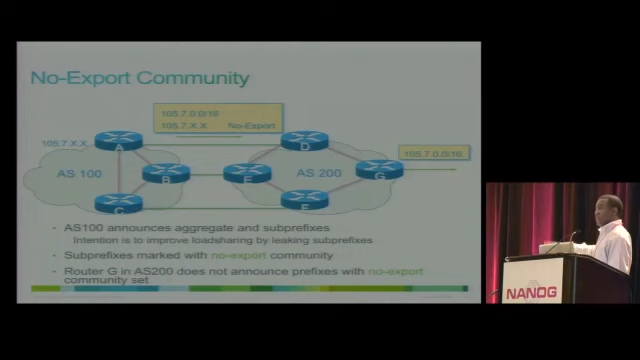 No-Export Community
105.7.0.0/16
105.7.X.X No-Export
105.7.X.X
A
D
105.7.0.0/16
AS 100
B
E
AS 200
G
C
F
- AS100 announces aggregate and subprefixes
Intention is to improve loadsharing by leaking subprefixes
- Subprefixes marked with no-export community
- Router G in AS200 does not announce prefixes with no-export
community set
NANOG